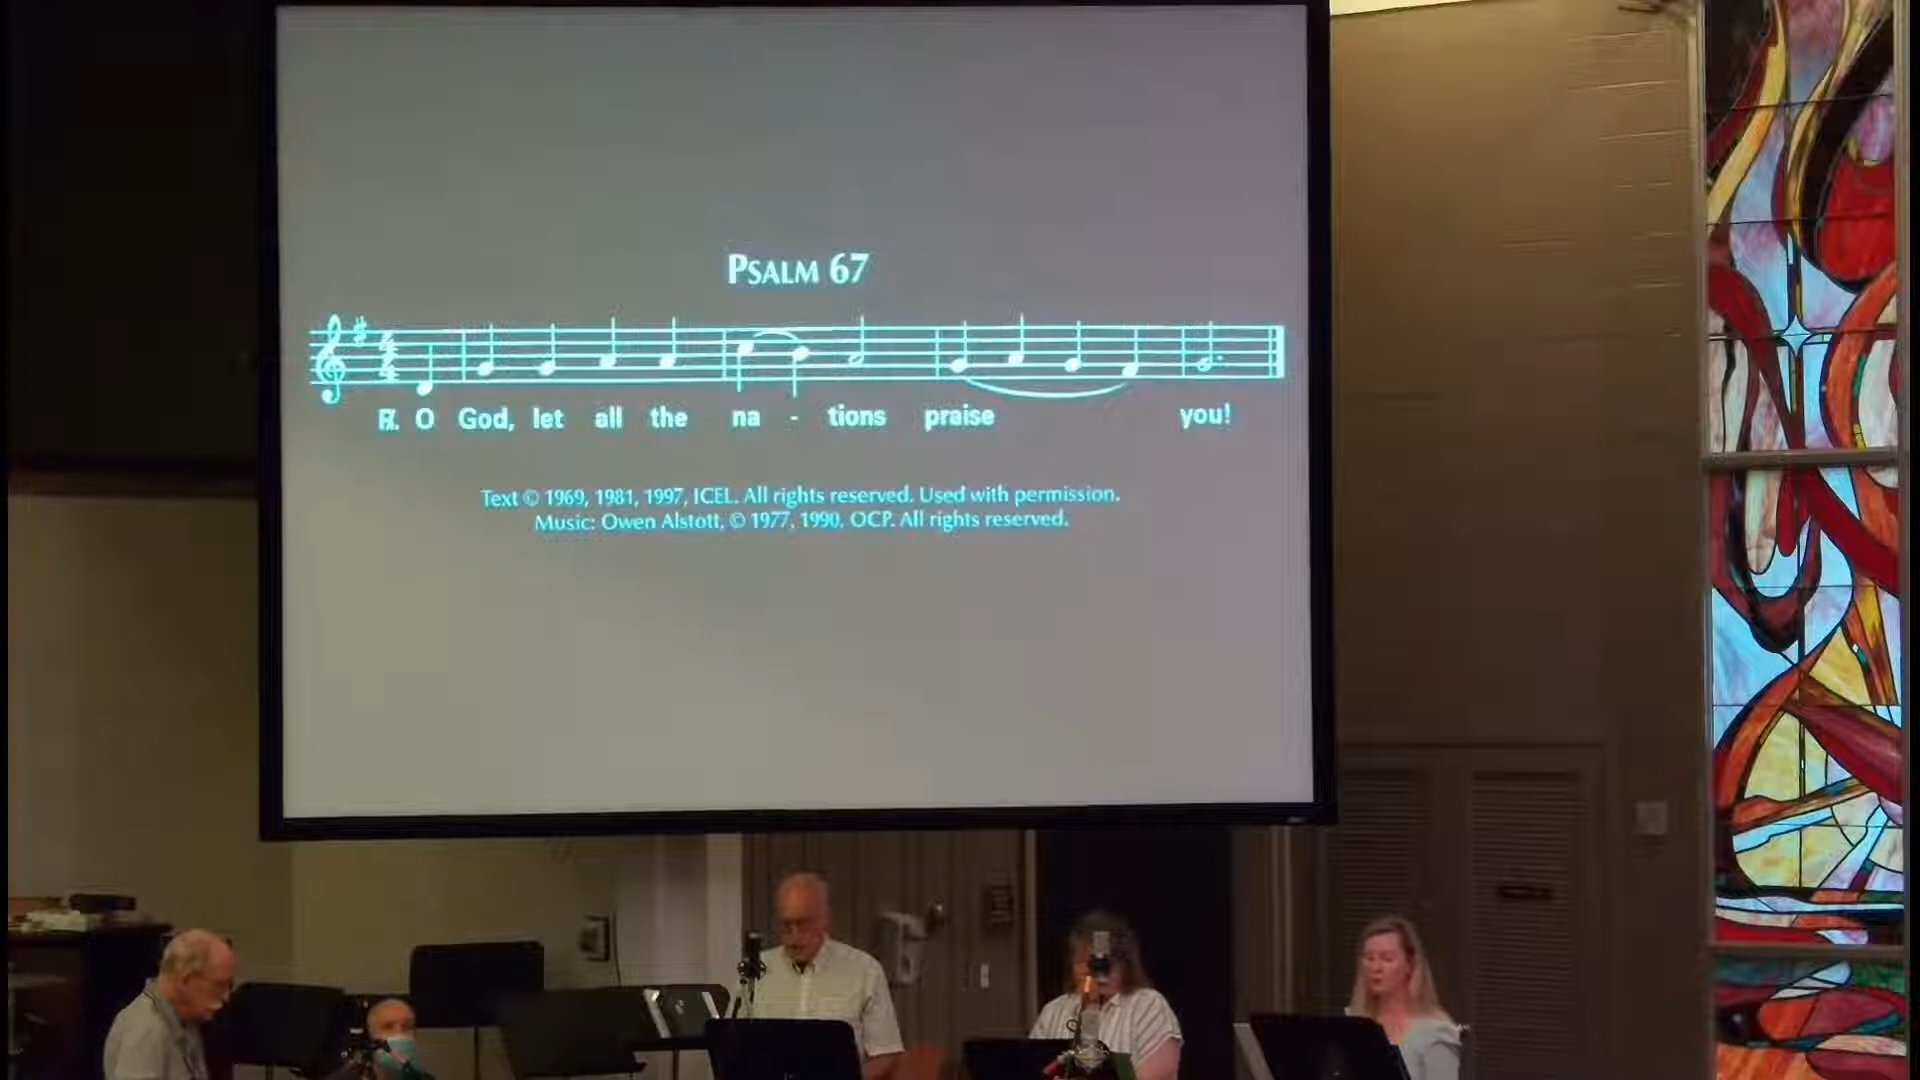 PSALM 67
℟. O God, let all the na - tions praise you!
Text © 1969, 1981, 1997, ICEL. All rights reserved. Used with permission.
Music: Owen Alstott, © 1977, 1990, OCP. All rights reserved.